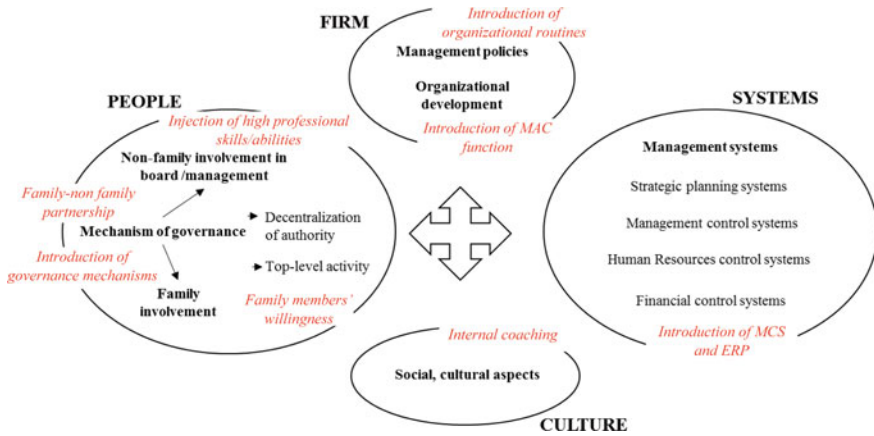 FIRM
Introduction of
organizational routines
Management policies
Organizational
development
Introduction of MAC
function
PEOPLE
Injection of high professional
skills/abilities
Non-family involvement in
board /management
Family-non family
partnership
Mechanism of governance
Decentralization
of authority
Introduction of
governance mechanisms
Top-level activity
Family
involvement
Family members’
willingness
SYSTEMS
Management systems
Strategic planning systems
Management control systems
Human Resources control systems
Financial control systems
Introduction of MCS
and ERP
Internal coaching
Social, cultural aspects
CULTURE